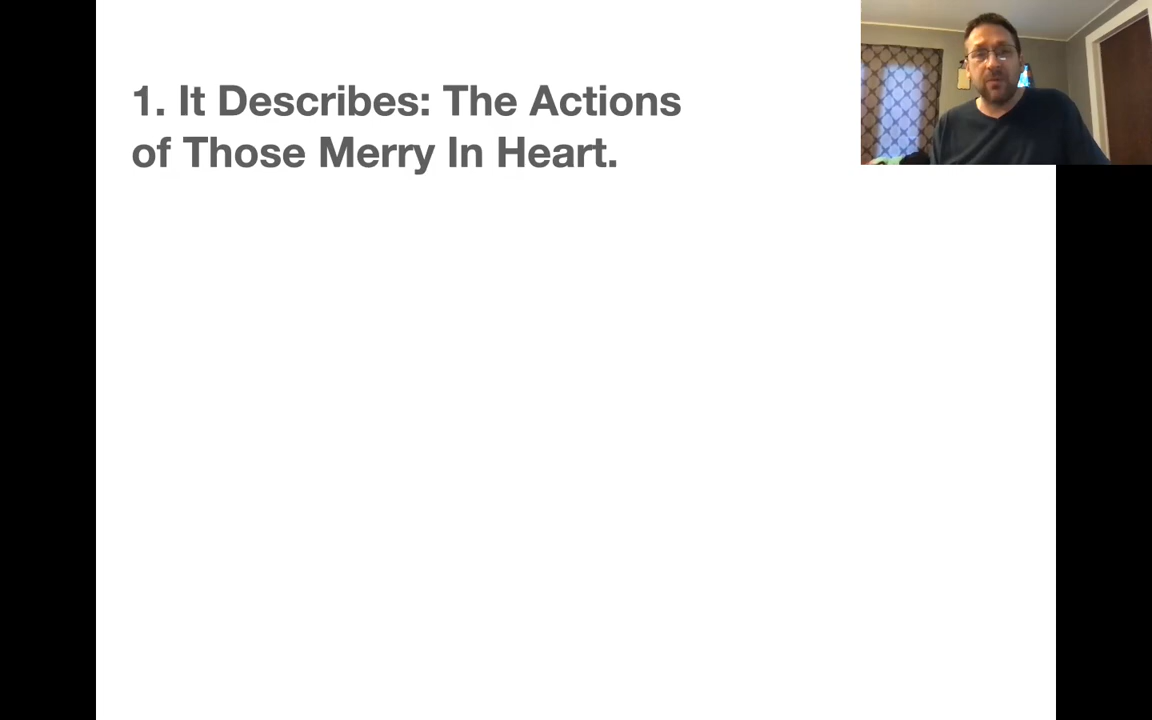 1. It Describes: The Actions
of Those Merry In Heart.